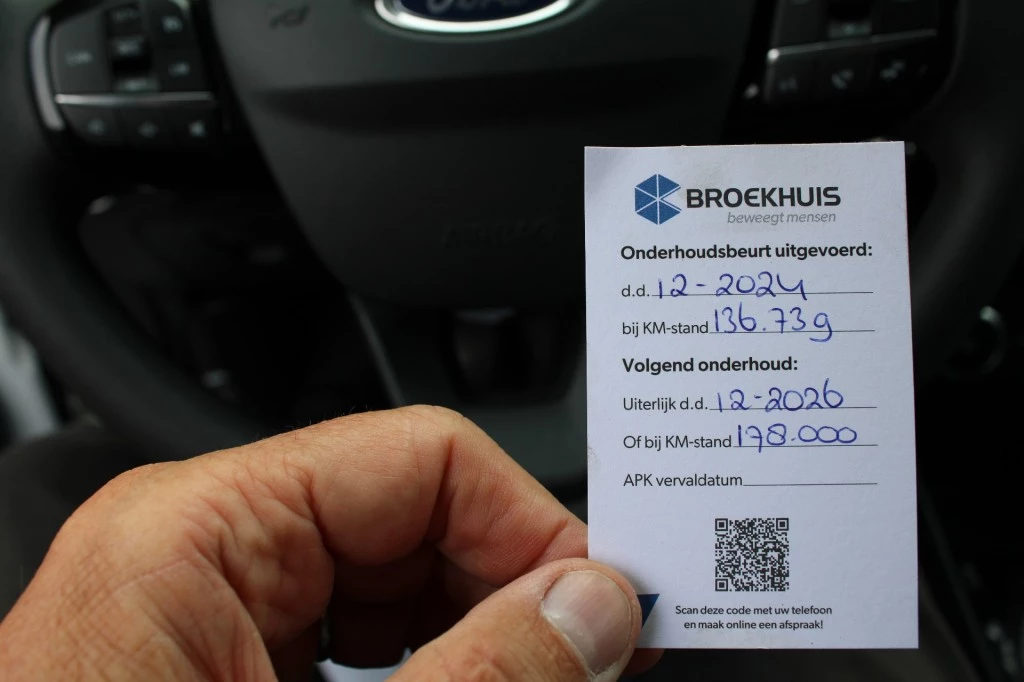 BROEKHUIS
beweegt mensen
Onderhoudsbeurt uitgevoerd:
d.d. 12-2024
bij KM-stand 136.739
Volgend onderhoud:
Uiterlijk d.d. 12-2026
Of bij KM-stand 178.000
APK vervaldatum
Scan deze code met uw telefoon
en maak online een afspraak!